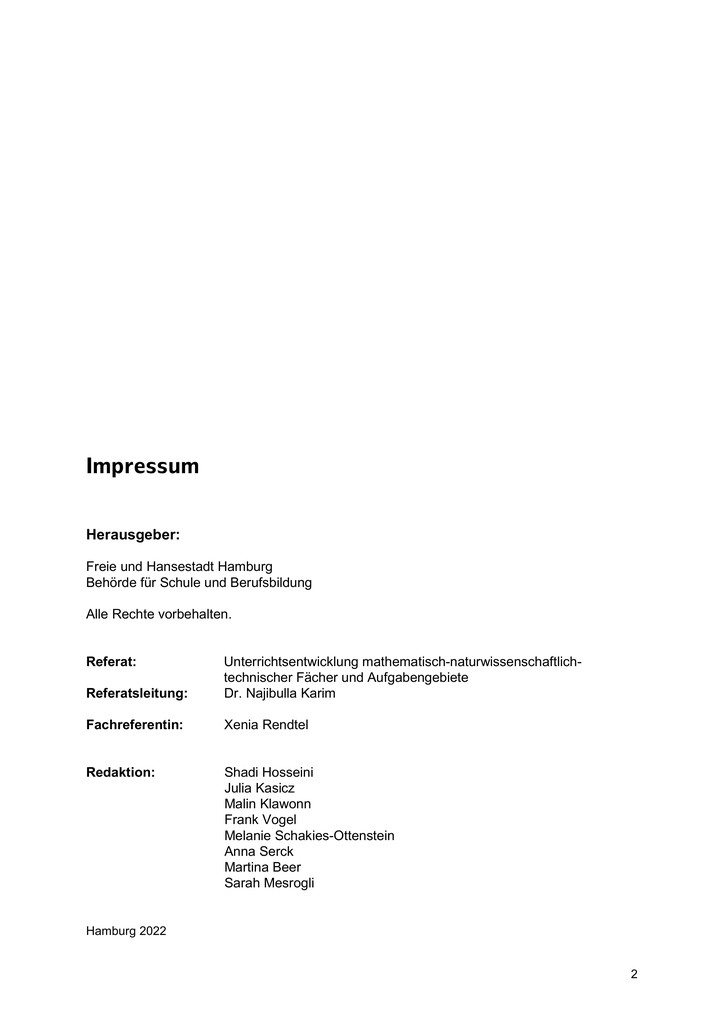 Impressum
Herausgeber:
Freie und Hansestadt Hamburg
Behörde für Schule und Berufsbildung
Alle Rechte vorbehalten.
Referat: Unterrichtsentwicklung mathematisch-naturwissenschaftlich-
technischer Fächer und Aufgabengebiete
Referatsleitung: Dr. Najibulla Karim
Fachreferentin: Xenia Rendtel
Redaktion: Shadi Hosseini
Julia Kasicz
Malin Klawonn
Frank Vogel
Melanie Schakies-Ottenstein
Anna Serck
Martina Beer
Sarah Mesrogli
Hamburg 2022
2